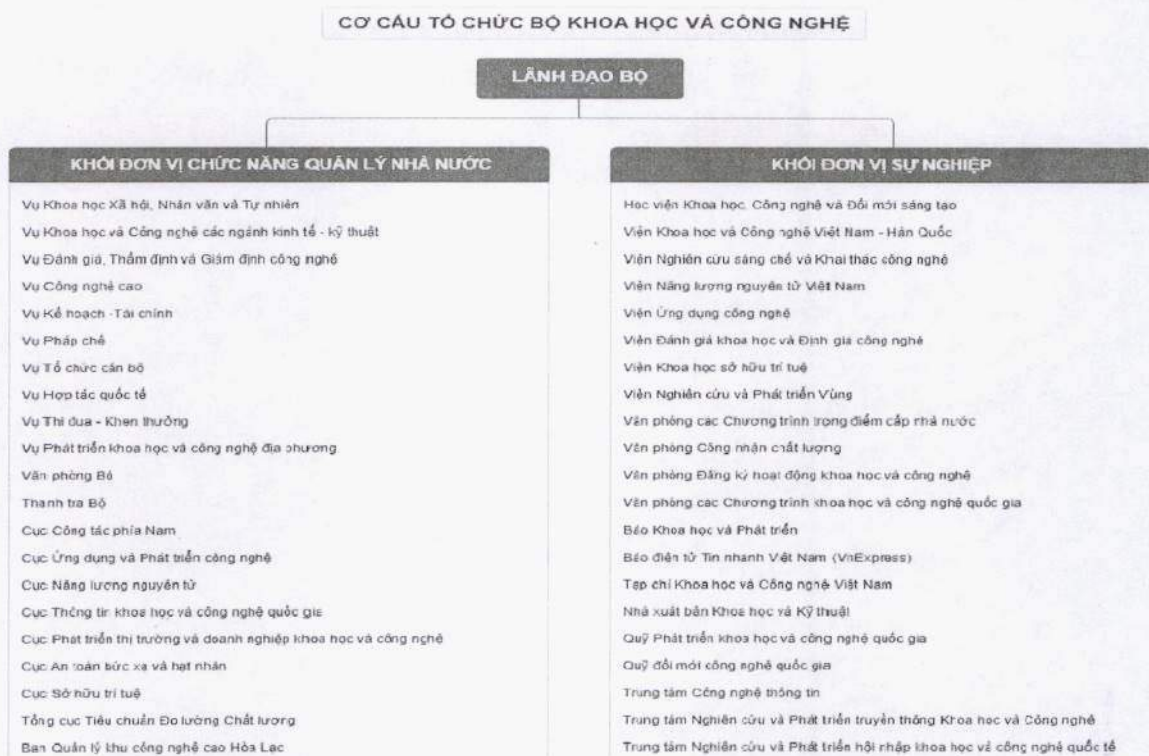 CƠ CẤU TỔ CHỨC BỘ KHOA HỌC VÀ CÔNG NGHỆ
LÃNH ĐẠO BỘ
KHỐI ĐƠN VỊ CHỨC NĂNG QUẢN LÝ NHÀ NƯỚC
Vụ Khoa học Xã hội, Nhân văn và Tự nhiên
Vụ Khoa học và Công nghệ các ngành kinh tế - kỹ thuật
Vụ Đánh giá, Thẩm định và Giám định công nghệ
Vụ Công nghệ cao
Vụ Kế hoạch -Tài chính
Vụ Pháp chế
Vụ Tổ chức cán bộ
Vụ Hợp tác quốc tế
Vụ Thi đua - Khen thưởng
Vụ Phát triển khoa học và công nghệ địa phương
Văn phòng Bộ
Thanh tra Bộ
Cục Công tác phía Nam
Cục Ứng dụng và Phát triển công nghệ
Cục Năng lượng nguyên tử
Cục Thông tin khoa học và công nghệ quốc gia
Cục Phát triển thị trường và doanh nghiệp khoa học và công nghệ
Cục An toàn bức xạ và hạt nhân
Cục Sở hữu trí tuệ
Tổng cục Tiêu chuẩn Đo lường Chất lượng
Ban Quản lý khu công nghệ cao Hòa Lạc
KHỐI ĐƠN VỊ SỰ NGHIỆP
Học viện Khoa học, Công nghệ và Đổi mới sáng tạo
Viện Khoa học và Công nghệ Việt Nam - Hàn Quốc
Viện Nghiên cứu sáng chế và Khai thác công nghệ
Viện Năng lượng nguyên tử Việt Nam
Viện Ứng dụng công nghệ
Viện Đánh giá khoa học và Định giá công nghệ
Viện Khoa học sở hữu trí tuệ
Viện Nghiên cứu và Phát triển Vùng
Văn phòng các Chương trình trọng điểm cấp nhà nước
Văn phòng Công nhận chất lượng
Văn phòng Đăng ký hoạt động khoa học và công nghệ
Văn phòng các Chương trình khoa học và công nghệ quốc gia
Báo Khoa học và Phát triển
Báo điện tử Tin nhanh Việt Nam (VnExpress)
Tạp chí Khoa học và Công nghệ Việt Nam
Nhà xuất bản Khoa học và Kỹ thuật
Quỹ Phát triển khoa học và công nghệ quốc gia
Quỹ đổi mới công nghệ quốc gia
Trung tâm Công nghệ thông tin
Trung tâm Nghiên cứu và Phát triển truyền thông Khoa học và Công nghệ
Trung tâm Nghiên cứu và Phát triển hội nhập khoa học và công nghệ quốc tế